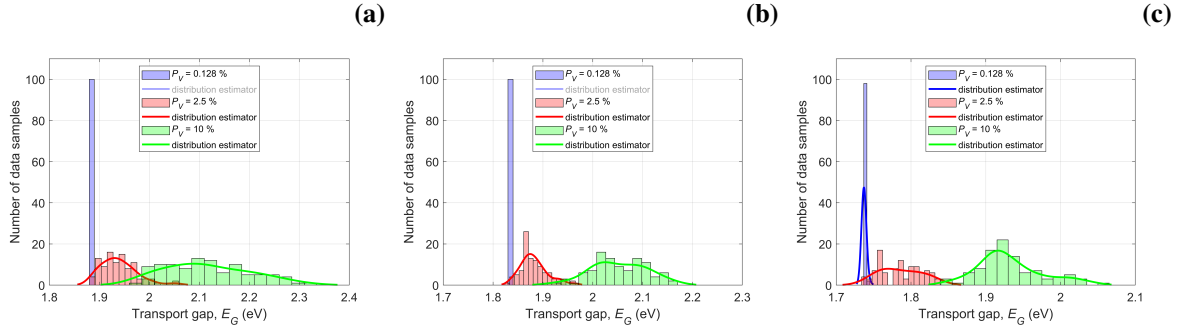 (a)
Number of data samples
100
80
60
40
20
0
P_V = 0.128 %
distribution estimator
P_V = 2.5 %
distribution estimator
P_V = 10 %
distribution estimator
1.8 1.9 2 2.1 2.2 2.3 2.4
Transport gap, E_G (eV)
(b)
Number of data samples
100
80
60
40
20
0
P_V = 0.128 %
distribution estimator
P_V = 2.5 %
distribution estimator
P_V = 10 %
distribution estimator
1.7 1.8 1.9 2 2.1 2.2 2.3
Transport gap, E_G (eV)
(c)
Number of data samples
100
80
60
40
20
0
P_V = 0.128 %
distribution estimator
P_V = 2.5 %
distribution estimator
P_V = 10 %
distribution estimator
1.7 1.8 1.9 2 2.1
Transport gap, E_G (eV)